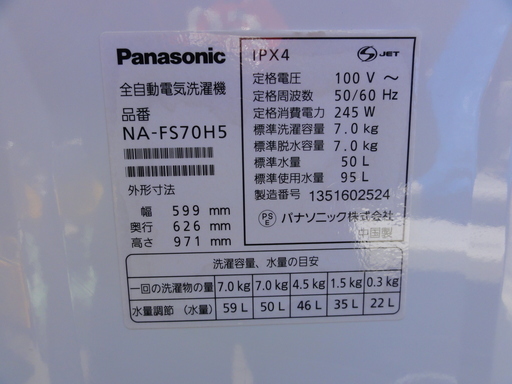 Panasonic
全自動電気洗濯機
品番
NA-FS70H5
外形寸法
幅 599 mm
奥行 626 mm
高さ 971 mm
IPX4 S JET
定格電圧 100 V ～
定格周波数 50/60 Hz
定格消費電力 245 W
標準洗濯容量 7.0 kg
標準脱水容量 7.0 kg
標準水量 50 L
標準使用水量 95 L
製造番号 1351602524
PSE パナソニック株式会社
中国製
洗濯容量、水量の目安
一回の洗濯物の量 7.0 kg 7.0 kg 4.5 kg 1.5 kg 0.3 kg
水量調節 (水量) 59 L 50 L 46 L 35 L 22 L